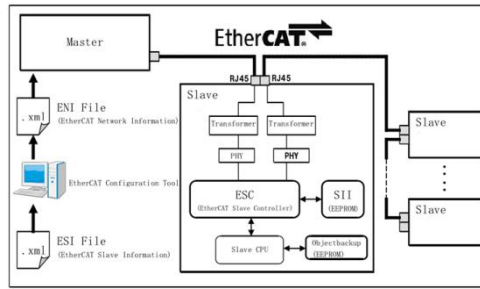 EtherCAT®
Master
RJ45
RJ45
Slave
ENI File
.xml
(EtherCAT Network Information)
Transformer
Transformer
Slave
PHY
PHY
EtherCAT Configuration Tool
ESC
(EtherCAT Slave Controller)
SII
(EEPROM)
Slave
ESI File
.xml
(EtherCAT Slave Information)
Slave CPU
Objectbackup
(EEPROM)